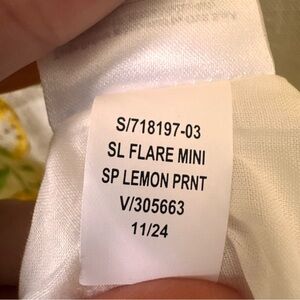 S/718197-03
SL FLARE MINI
SP LEMON PRNT
V/305663
11/24